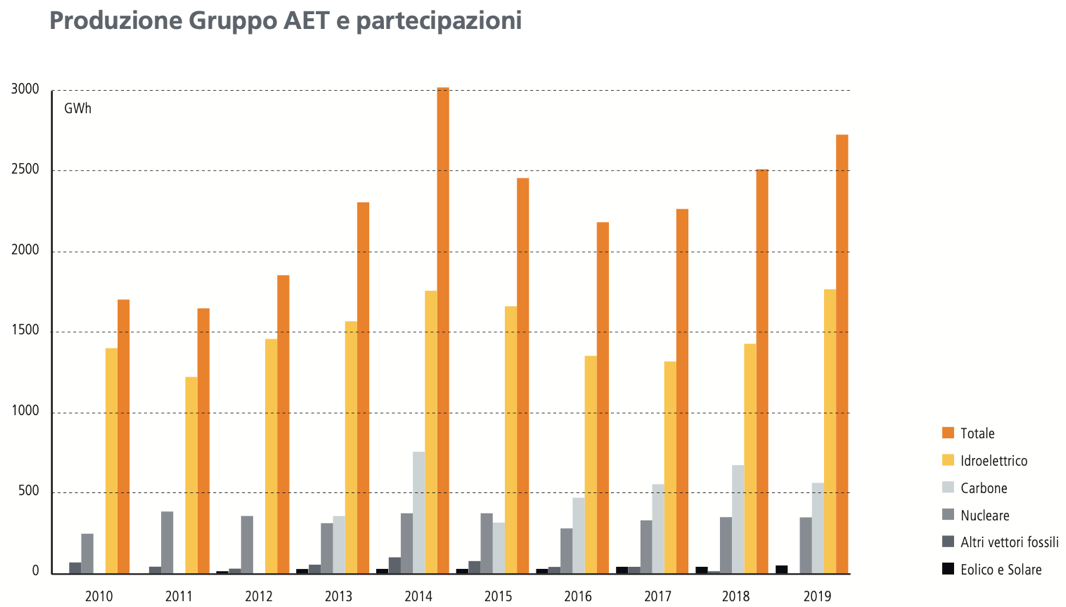 Produzione Gruppo AET e partecipazioni
3000
GWh
2500
2000
1500
1000
500
0
2010 2011 2012 2013 2014 2015 2016 2017 2018 2019
Totale
Idroelettrico
Carbone
Nucleare
Altri vettori fossili
Eolico e Solare